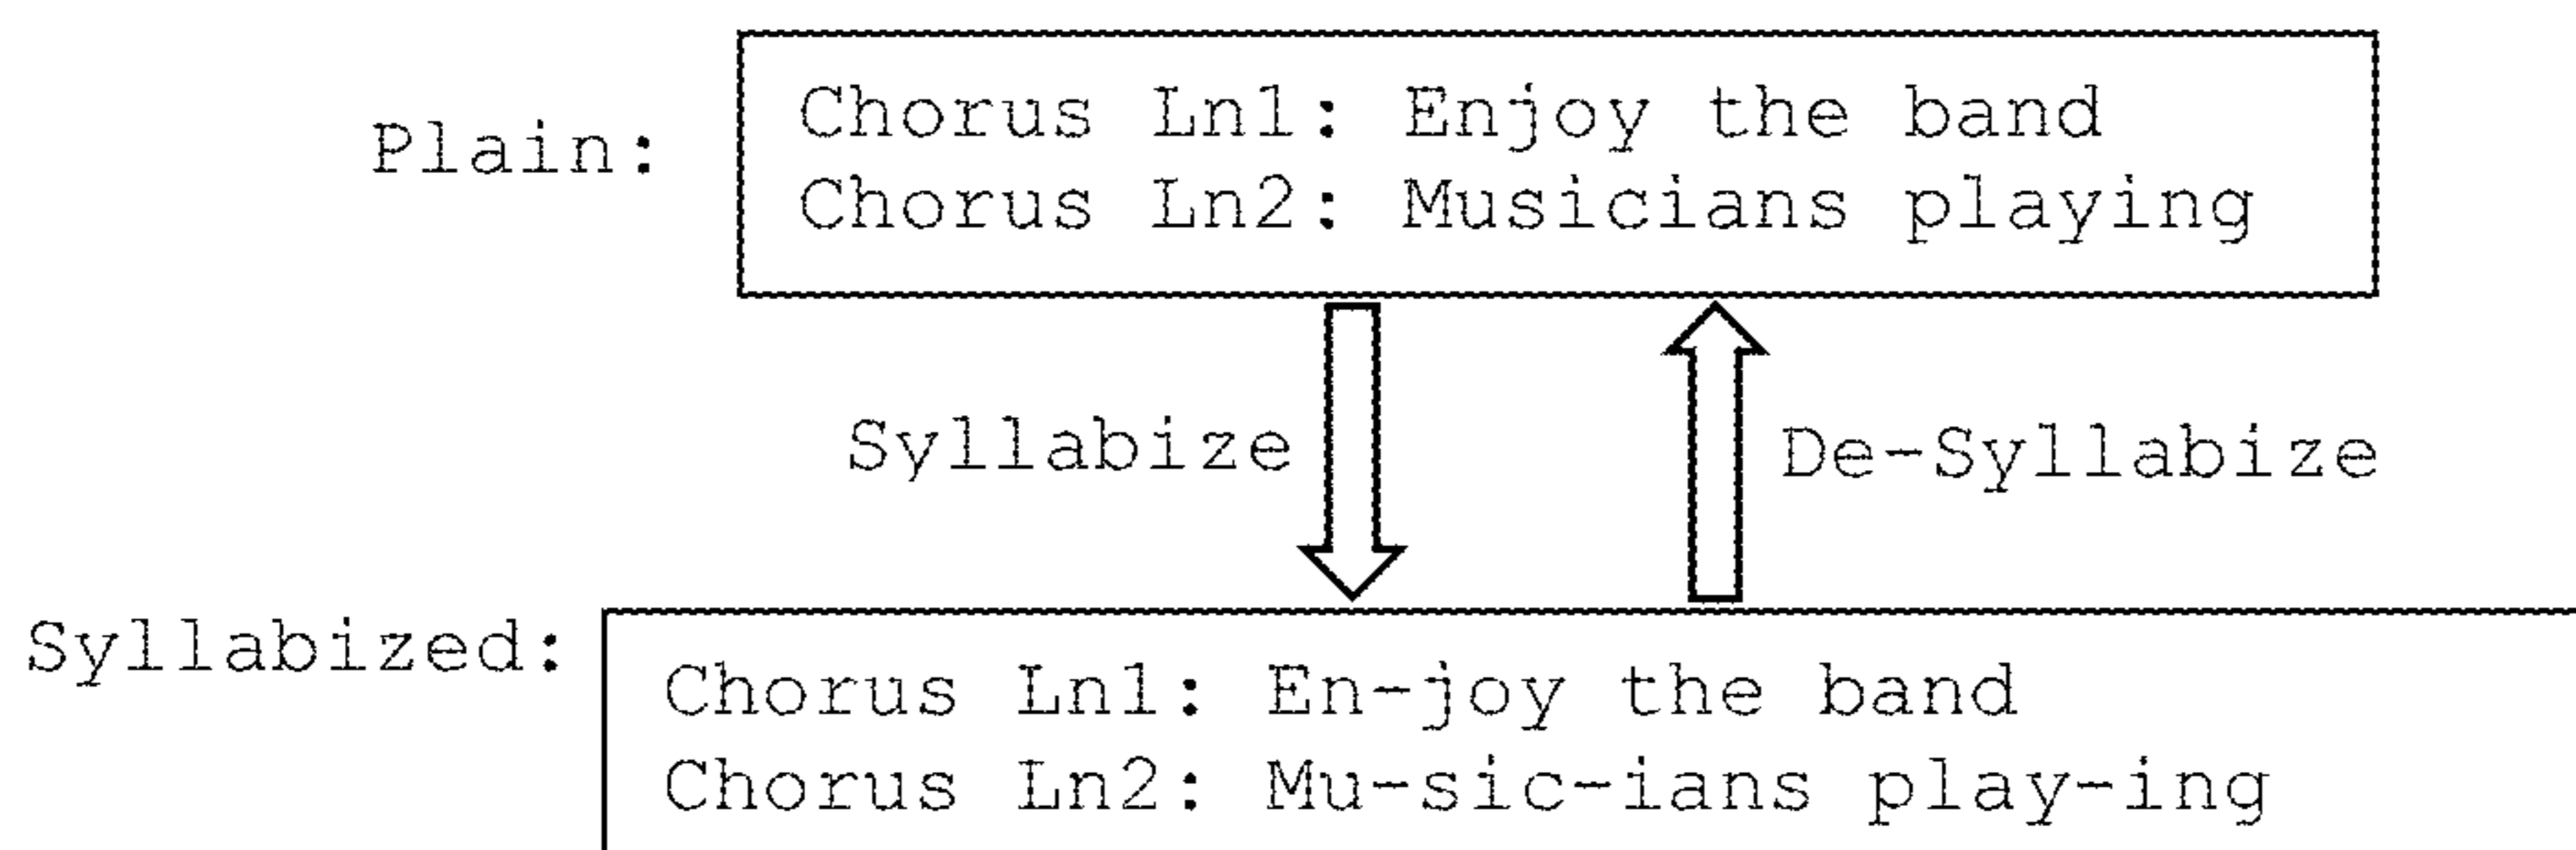 Plain:
Chorus Ln1: Enjoy the band
Chorus Ln2: Musicians playing
Syllabize
De-Syllabize
Syllabized:
Chorus Ln1: En-joy the band
Chorus Ln2: Mu-sic-ians play-ing